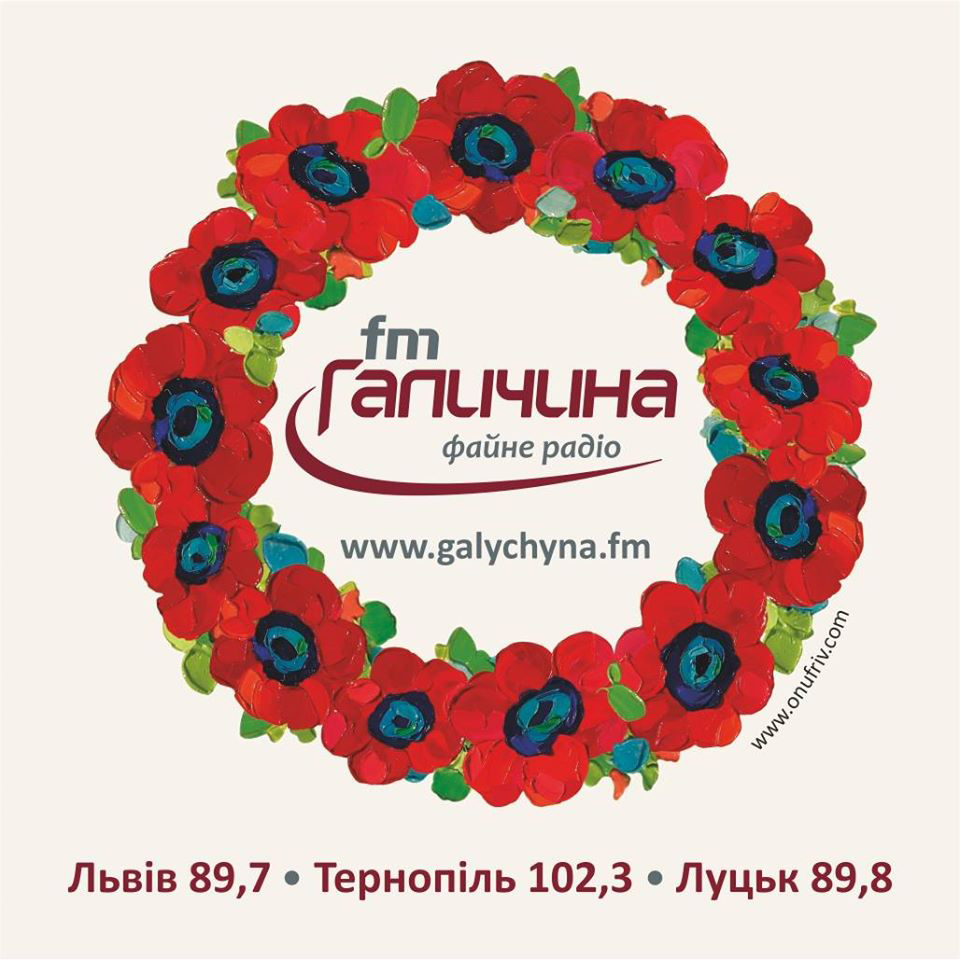 fm
Галичина
файне радіо
www.galychyna.fm
www.onufriv.com
Львів 89,7 • Тернопіль 102,3 • Луцьк 89,8